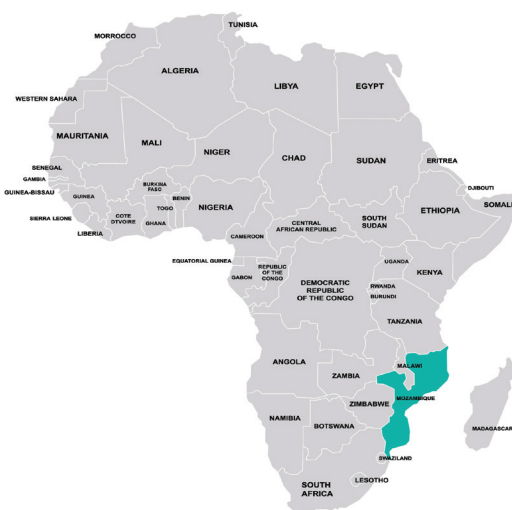 TUNISIA
MORROCCO
ALGERIA
LIBYA
EGYPT
WESTERN SAHARA
MAURITANIA
MALI
NIGER
CHAD
SUDAN
ERITREA
SENEGAL
GAMBIA
GUINEA-BISSAU
GUINEA
BURKINA
FASO
BENIN
TOGO
NIGERIA
DJIBOUTI
SOMALI
ETHIOPIA
SIERRA LEONE
LIBERIA
COTE
D'IVOIRE
GHANA
CAMEROON
CENTRAL
AFRICAN REPUBLIC
SOUTH
SUDAN
EQUATORIAL GUINEA
GABON
REPUBLIC
OF THE
CONGO
DEMOCRATIC
REPUBLIC
OF THE CONGO
UGANDA
KENYA
RWANDA
BURUNDI
TANZANIA
ANGOLA
ZAMBIA
MALAWI
MOZAMBIQUE
ZIMBABWE
NAMIBIA
BOTSWANA
MADAGASCAR
SWAZILAND
LESOTHO
SOUTH
AFRICA